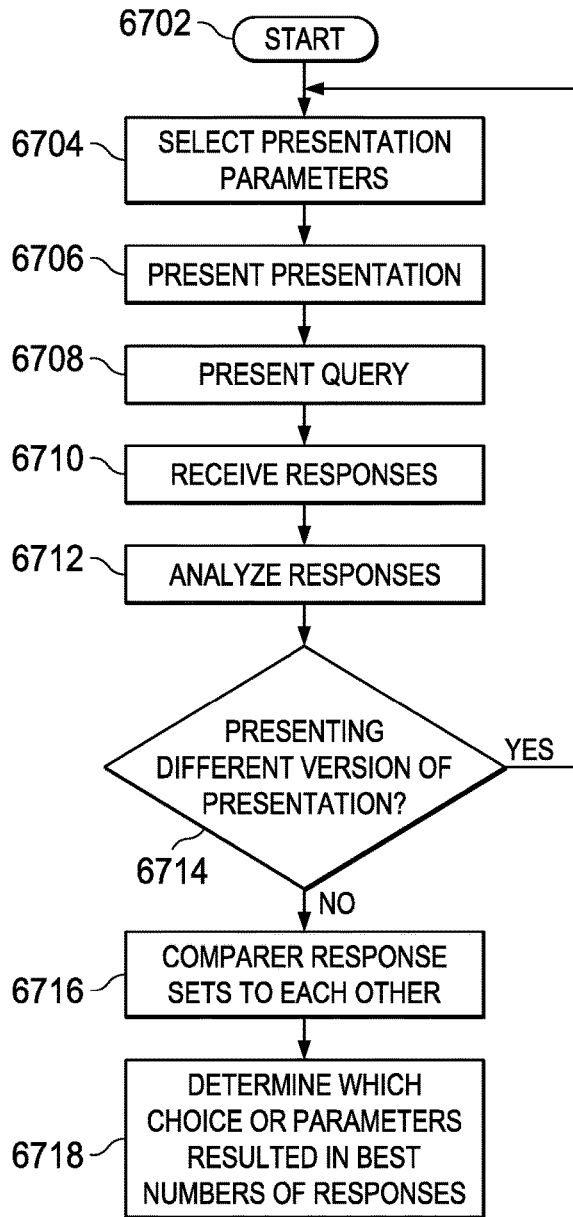 6702
START
6704
SELECT PRESENTATION
PARAMETERS
6706
PRESENT PRESENTATION
6708
PRESENT QUERY
6710
RECEIVE RESPONSES
6712
ANALYZE RESPONSES
PRESENTING
DIFFERENT VERSION OF
PRESENTATION?
YES
6714
NO
6716
COMPARER RESPONSE
SETS TO EACH OTHER
6718
DETERMINE WHICH
CHOICE OR PARAMETERS
RESULTED IN BEST
NUMBERS OF RESPONSES